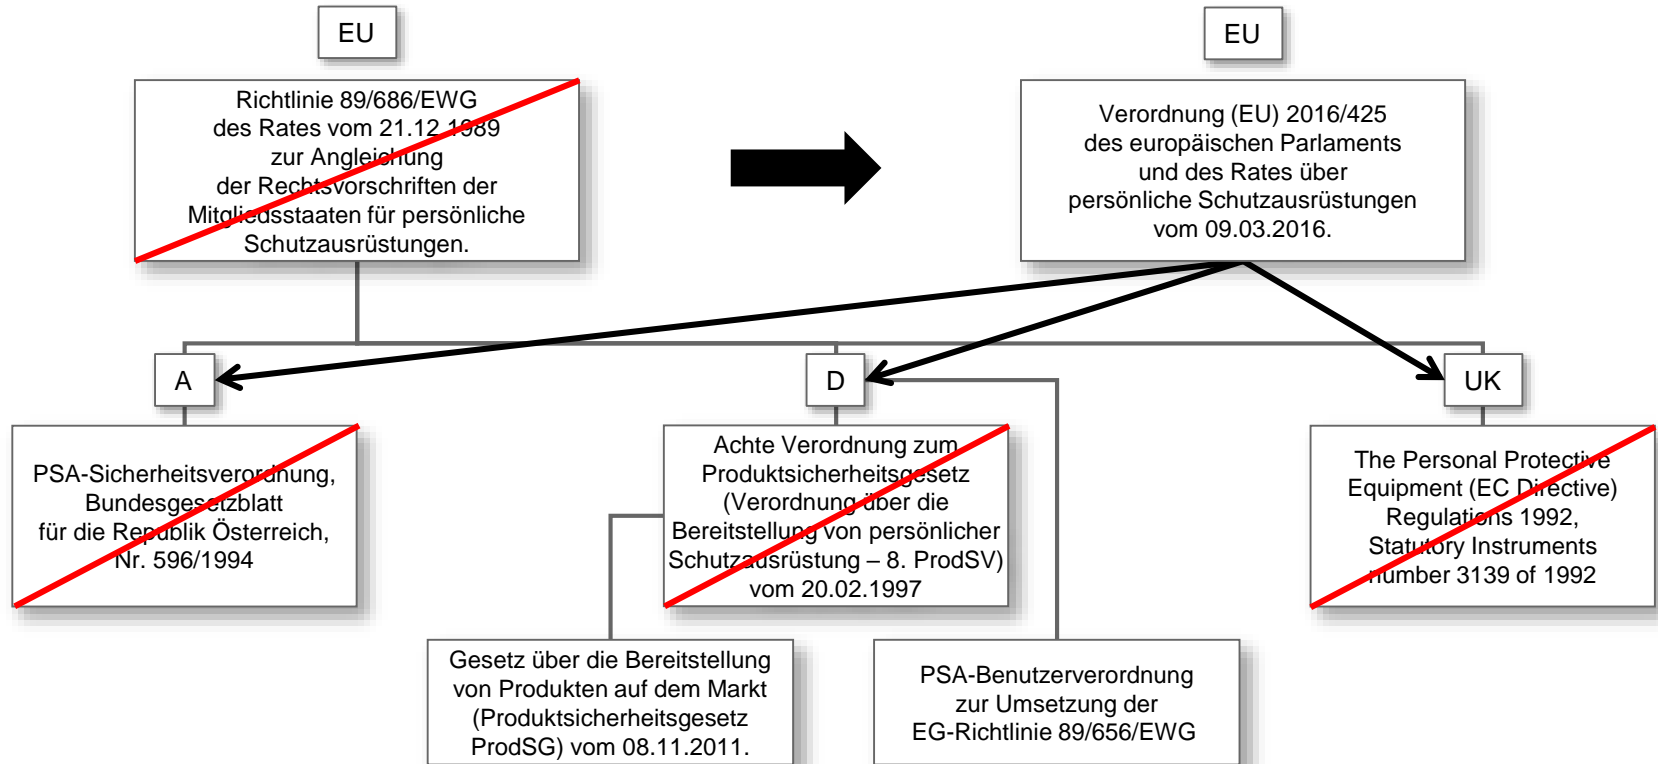 EU
Richtlinie 89/686/EWG
des Rates vom 21.12.1989
zur Angleichung
der Rechtsvorschriften der
Mitgliedsstaaten für persönliche
Schutzausrüstungen.
EU
Verordnung (EU) 2016/425
des europäischen Parlaments
und des Rates über
persönliche Schutzausrüstungen
vom 09.03.2016.
A
PSA-Sicherheitsverordnung,
Bundesgesetzblatt
für die Republik Österreich,
Nr. 596/1994
D
Achte Verordnung zum
Produktsicherheitsgesetz
(Verordnung über die
Bereitstellung von persönlicher
Schutzausrüstung – 8. ProdSV)
vom 20.02.1997
UK
The Personal Protective
Equipment (EC Directive)
Regulations 1992,
Statutory Instruments
number 3139 of 1992
Gesetz über die Bereitstellung
von Produkten auf dem Markt
(Produktsicherheitsgesetz
ProdSG) vom 08.11.2011.
PSA-Benutzerverordnung
zur Umsetzung der
EG-Richtlinie 89/656/EWG